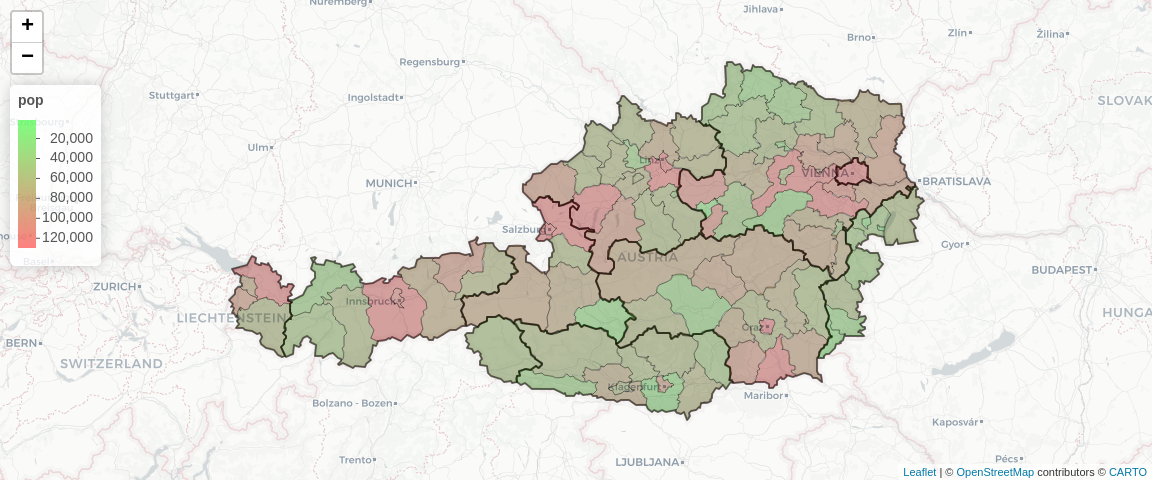 +
−
pop
20,000
40,000
60,000
80,000
100,000
120,000
Nuremberg
Jihlava
Brno
Zlín
Žilina
Regensburg
Stuttgart
Ingolstadt
SLOVAK
Ulm
Linz
MUNICH
VIENNA
BRATISLAVA
Salzburg
Gyor
AUSTRIA
Basel
BUDAPEST
ZURICH
Innsbruck
LIECHTENSTEIN
HUNGA
Graz
BERN
SWITZERLAND
Klagenfurt
Maribor
Bolzano - Bozen
Kaposvár
Trento
LJUBLJANA
Pécs
Leaflet | © OpenStreetMap contributors © CARTO